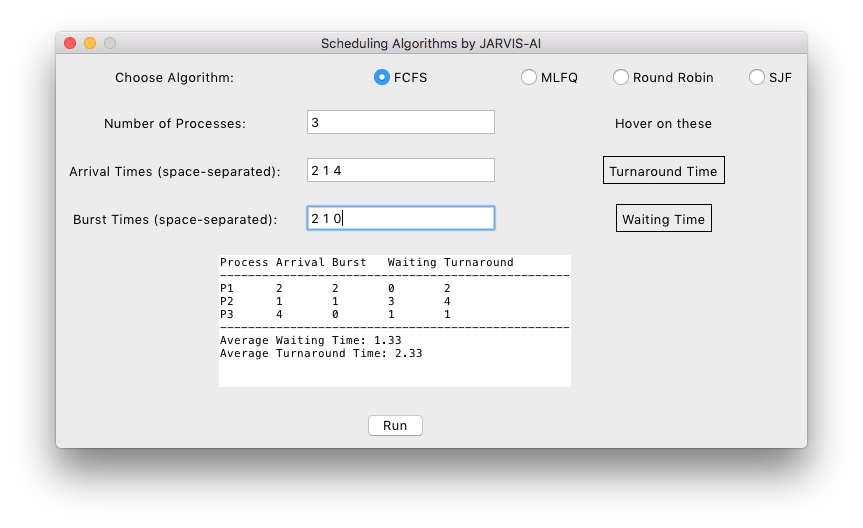 Scheduling Algorithms by JARVIS-AI
Choose Algorithm: FCFS MLFQ Round Robin SJF
Number of Processes: 3 Hover on these
Arrival Times (space-separated): 2 1 4 Turnaround Time
Burst Times (space-separated): 2 1 0 Waiting Time
Process Arrival Burst Waiting Turnaround
--------------------------------------------------
P1 2 2 0 2
P2 1 1 3 4
P3 4 0 1 1
--------------------------------------------------
Average Waiting Time: 1.33
Average Turnaround Time: 2.33
Run